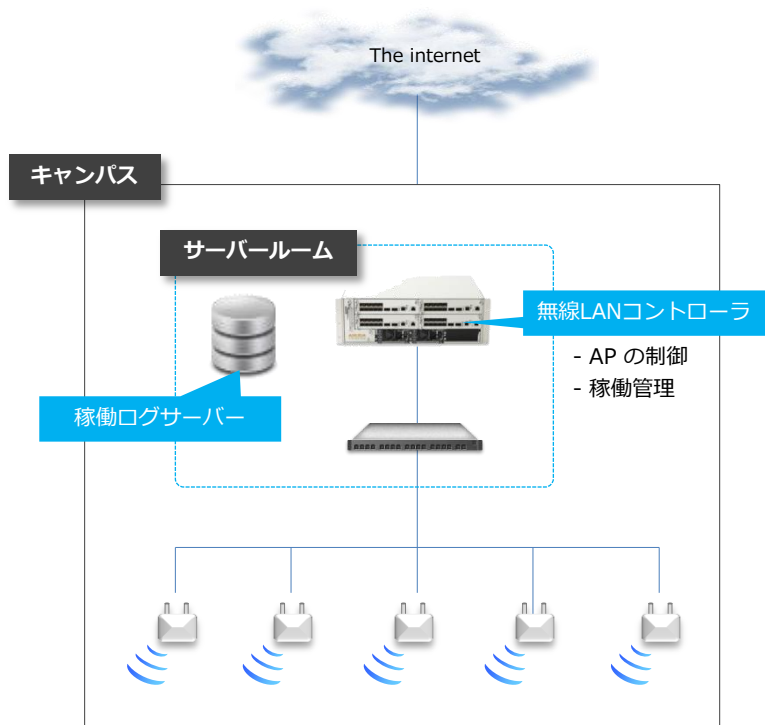 The internet
キャンパス
サーバールーム
無線LANコントローラ
- AP の制御
- 稼働管理
稼働ログサーバー